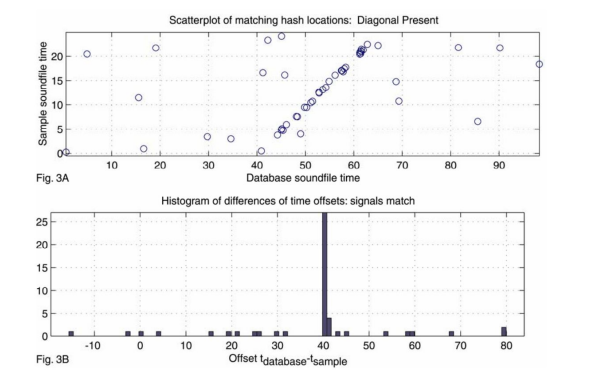 Scatterplot of matching hash locations: Diagonal Present
Sample soundfile time
20
15
10
5
0
10 20 30 40 50 60 70 80 90
Fig. 3A
Database soundfile time
Histogram of differences of time offsets: signals match
25
20
15
10
5
0
-10 0 10 20 30 40 50 60 70 80
Fig. 3B
Offset tdatabase-tsample